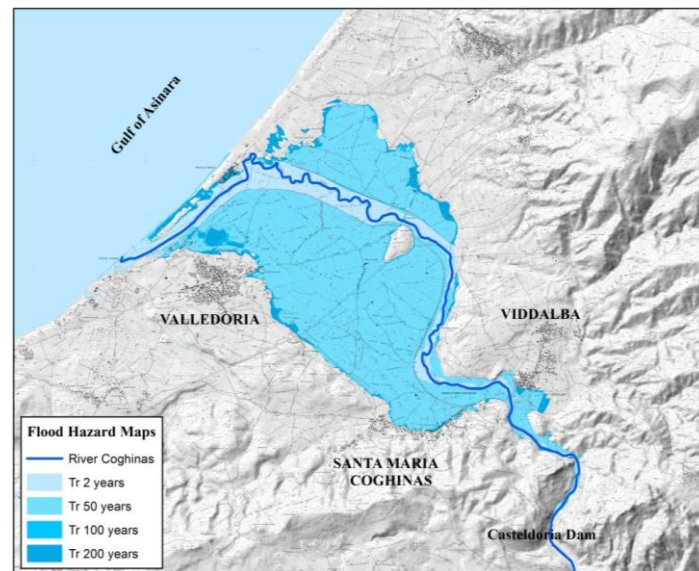 Gulf of Asinara
VALLEDORIA
VIDDALBA
SANTA MARIA
COGHINAS
Casteldoria Dam
Flood Hazard Maps
River Coghinas
Tr 2 years
Tr 50 years
Tr 100 years
Tr 200 years